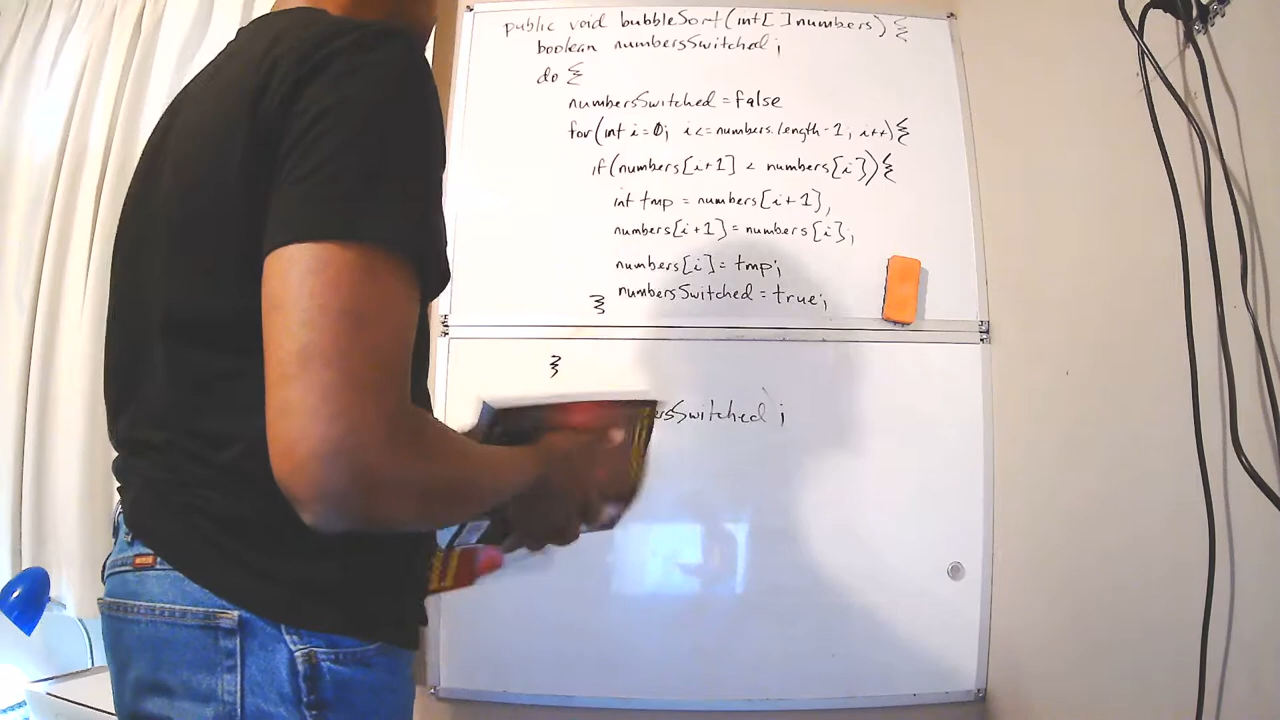 public void bubbleSort(int[ ]numbers) {
boolean numbersSwitched;
do {
numbersSwitched = false
for(int i=0; i<=numbers.length-1; i++){
if(numbers[i+1] < numbers[i]){
int tmp = numbers[i+1],
numbers[i+1] = numbers[i];
numbers[i] = tmp;
numbersSwitched = true;
}
}
ersSwitched ;